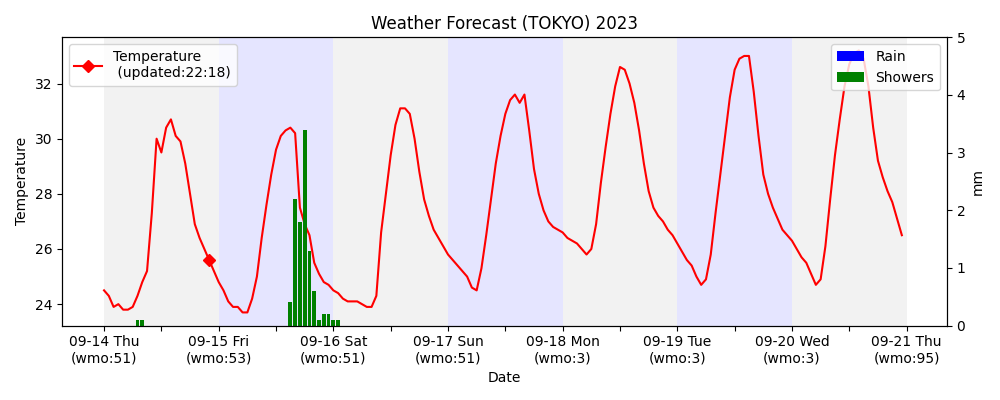 Weather Forecast (TOKYO) 2023
Temperature
(updated:22:18)
Rain
Showers
Temperature
32
30
28
26
24
5
4
3
2
1
0
mm
09-14 Thu
(wmo:51)
09-15 Fri
(wmo:53)
09-16 Sat
(wmo:51)
09-17 Sun
(wmo:51)
09-18 Mon
(wmo:3)
09-19 Tue
(wmo:3)
09-20 Wed
(wmo:3)
09-21 Thu
(wmo:95)
Date